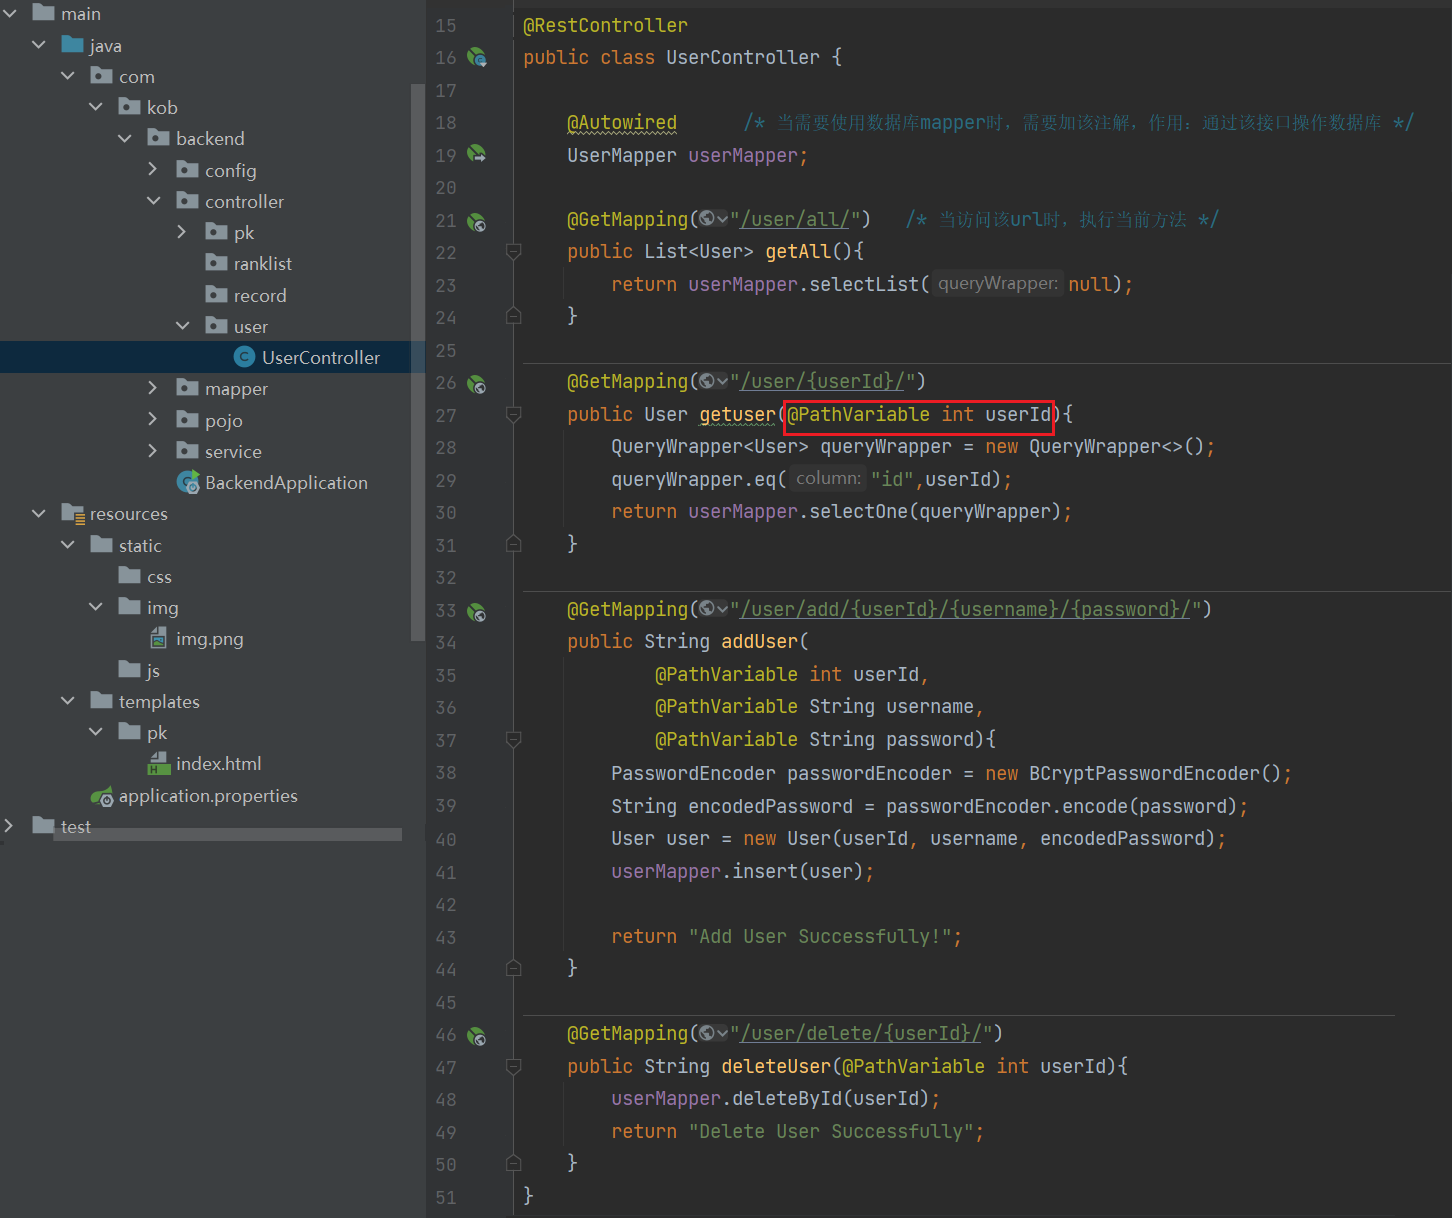 main
java
com
kob
backend
config
controller
pk
ranklist
record
user
UserController
mapper
pojo
service
BackendApplication
resources
static
css
img
img.png
js
templates
pk
index.html
application.properties
test
15 @RestController
16 public class UserController {
17
18 @Autowired /* 当需要使用数据库mapper时，需要加该注解，作用：通过该接口操作数据库 */
19 UserMapper userMapper;
20
21 @GetMapping("/user/all/") /* 当访问该url时，执行当前方法 */
22 public List<User> getAll(){
23 return userMapper.selectList( queryWrapper: null);
24 }
25
26 @GetMapping("/user/{userId}/")
27 public User getuser(@PathVariable int userId){
28 QueryWrapper<User> queryWrapper = new QueryWrapper<>();
29 queryWrapper.eq( column: "id",userId);
30 return userMapper.selectOne(queryWrapper);
31 }
32
33 @GetMapping("/user/add/{userId}/{username}/{password}/")
34 public String addUser(
35 @PathVariable int userId,
36 @PathVariable String username,
37 @PathVariable String password){
38 PasswordEncoder passwordEncoder = new BCryptPasswordEncoder();
39 String encodedPassword = passwordEncoder.encode(password);
40 User user = new User(userId, username, encodedPassword);
41 userMapper.insert(user);
42
43 return "Add User Successfully!";
44 }
45
46 @GetMapping("/user/delete/{userId}/")
47 public String deleteUser(@PathVariable int userId){
48 userMapper.deleteById(userId);
49 return "Delete User Successfully";
50 }
51 }